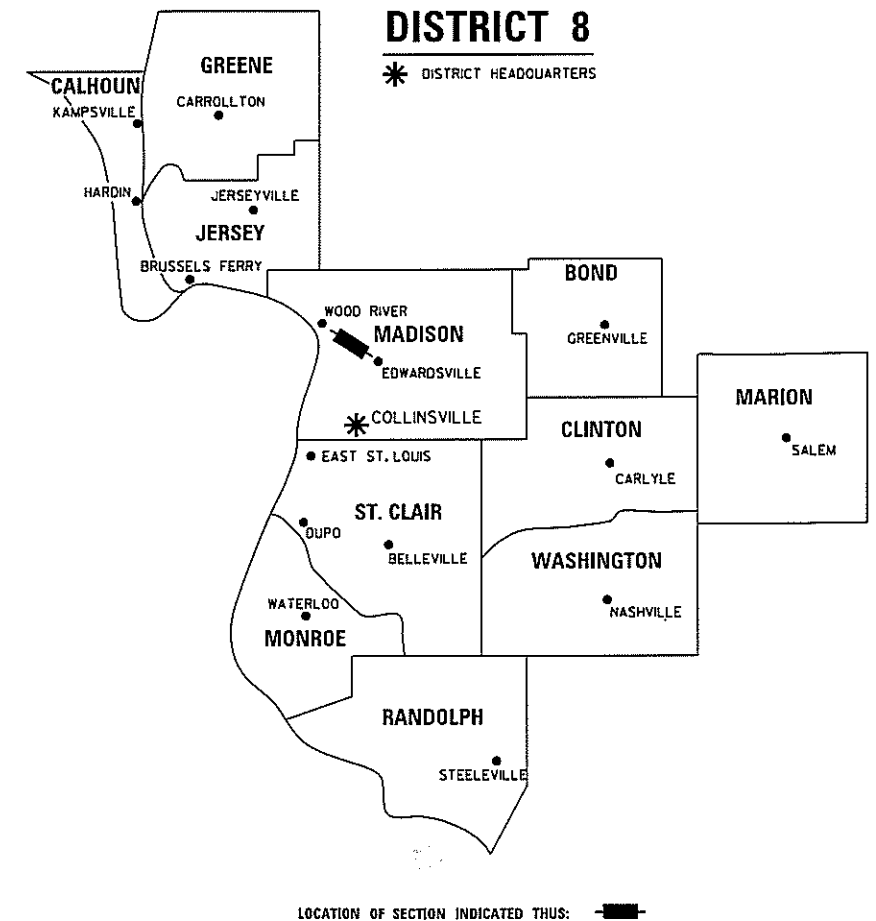 DISTRICT 8
DISTRICT HEADQUARTERS
GREENE
CALHOUN
CARROLLTON
KAMPSVILLE
HARDIN
JERSEYVILLE
JERSEY
BRUSSELS FERRY
BOND
WOOD RIVER
MADISON
GREENVILLE
EDWARDSVILLE
MARION
COLLINSVILLE
CLINTON
SALEM
EAST ST. LOUIS
CARLYLE
ST. CLAIR
DUPO
BELLEVILLE
WASHINGTON
WATERLOO
NASHVILLE
MONROE
RANDOLPH
STEELEVILLE
LOCATION OF SECTION INDICATED THUS: